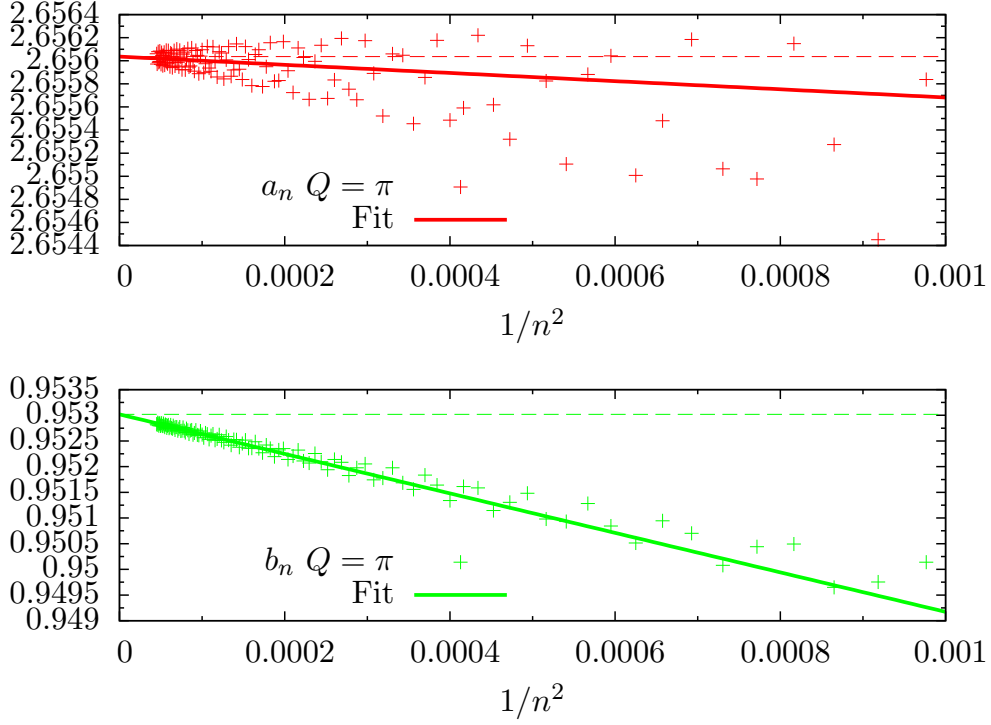 2.6564
2.6562
2.656
2.6558
2.6556
2.6554
2.6552
2.655
2.6548
2.6546
2.6544
a_n Q = π
Fit
0 0.0002 0.0004 0.0006 0.0008 0.001
1/n^2
0.9535
0.953
0.9525
0.952
0.9515
0.951
0.9505
0.95
0.9495
0.949
b_n Q = π
Fit
0 0.0002 0.0004 0.0006 0.0008 0.001
1/n^2